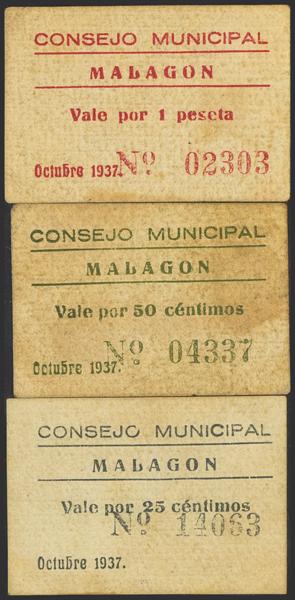 CONSEJO MUNICIPAL
MALAGON
Vale por 1 peseta
Octubre 1937. Nº 02303
CONSEJO MUNICIPAL
MALAGON
Vale por 50 céntimos
Octubre 1937. Nº 04337
CONSEJO MUNICIPAL
MALAGON
Vale por 25 céntimos
Nº 14063
Octubre 1937.